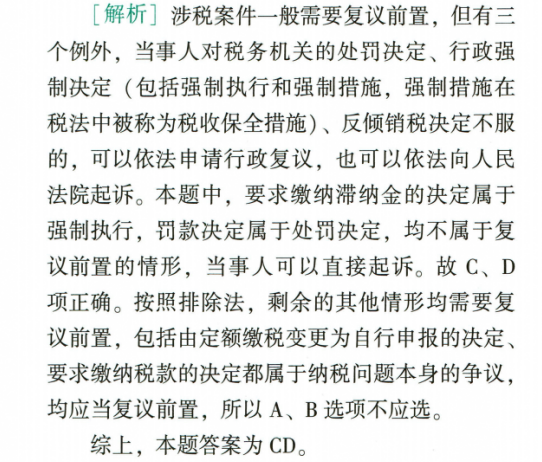 ［解析］涉税案件一般需要复议前置，但有三
个例外，当事人对税务机关的处罚决定、行政强
制决定（包括强制执行和强制措施，强制措施在
税法中被称为税收保全措施）、反倾销税决定不服
的，可以依法申请行政复议，也可以依法向人民
法院起诉。本题中，要求缴纳滞纳金的决定属于
强制执行，罚款决定属于处罚决定，均不属于复
议前置的情形，当事人可以直接起诉。故 C、D
项正确。按照排除法，剩余的其他情形均需要复
议前置，包括由定额缴税变更为自行申报的决定、
要求缴纳税款的决定都属于纳税问题本身的争议，
均应当复议前置，所以 A、B 选项不应选。
综上，本题答案为 CD。